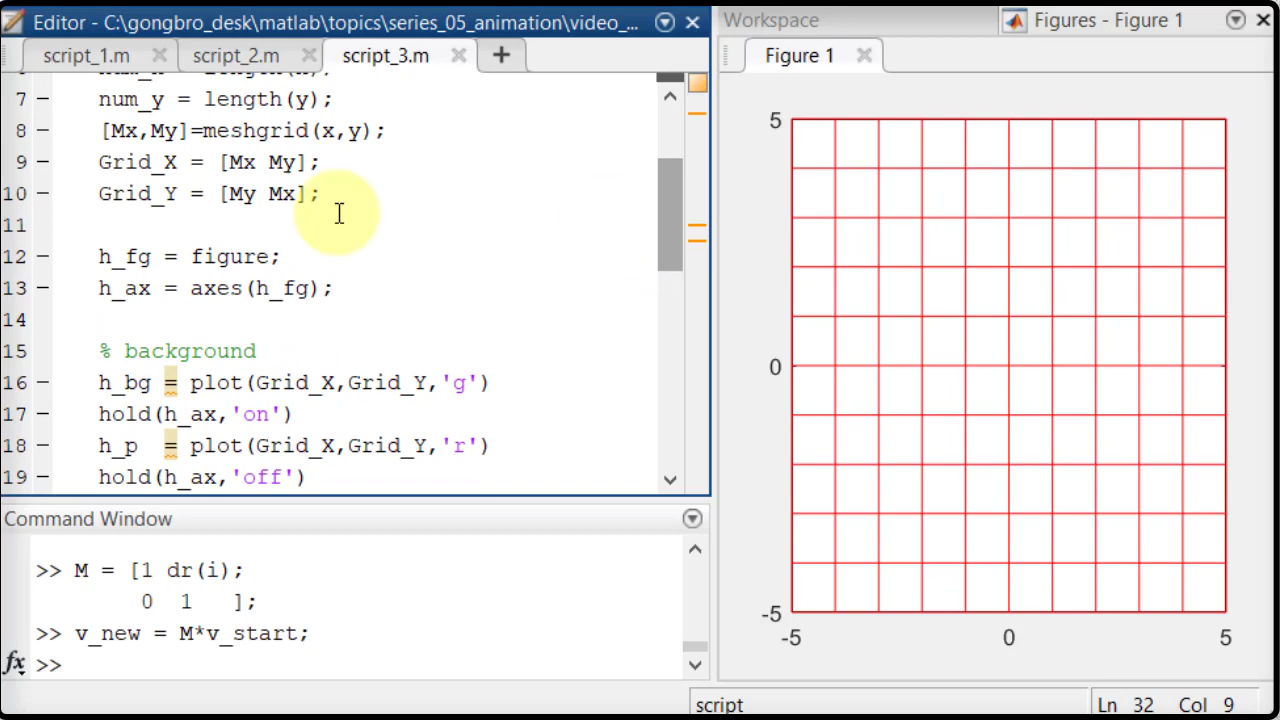 Editor - C:\gongbro_desk\matlab\topics\series_05_animation\video_...
script_1.m
script_2.m
script_3.m
7 - num_y = length(y);
8 - [Mx,My]=meshgrid(x,y);
9 - Grid_X = [Mx My];
10 - Grid_Y = [My Mx];
11
12 - h_fg = figure;
13 - h_ax = axes(h_fg);
14
15 % background
16 - h_bg = plot(Grid_X,Grid_Y,'g')
17 - hold(h_ax,'on')
18 - h_p = plot(Grid_X,Grid_Y,'r')
19 - hold(h_ax,'off')
Command Window
>> M = [1 dr(i);
0 1 ];
>> v_new = M*v_start;
fx >>
Workspace
Figures - Figure 1
Figure 1
5
0
-5
-5 0 5
script
Ln 32 Col 9